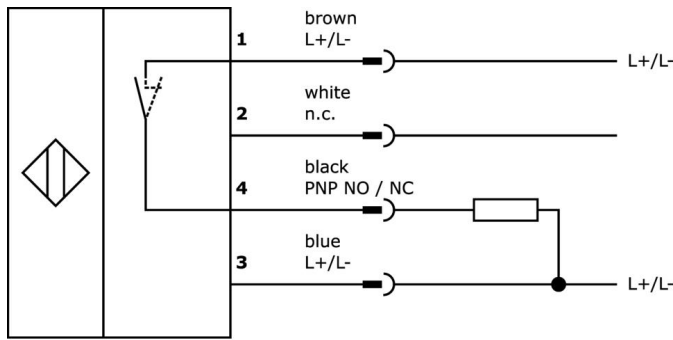 brown
1 L+/L- L+/L-
white
2 n.c.
black
4 PNP NO / NC
blue
3 L+/L- L+/L-